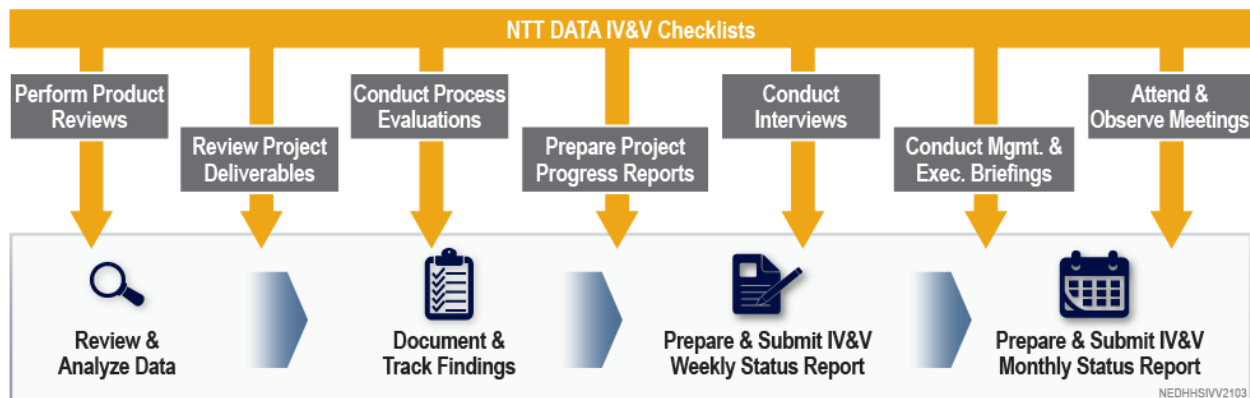 NTT DATA IV&V Checklists
Perform Product
Reviews
Review Project
Deliverables
Conduct Process
Evaluations
Prepare Project
Progress Reports
Conduct
Interviews
Conduct Mgmt. &
Exec. Briefings
Attend &
Observe Meetings
Review &
Analyze Data
Document &
Track Findings
Prepare & Submit IV&V
Weekly Status Report
Prepare & Submit IV&V
Monthly Status Report
NEDHHSIVV2103